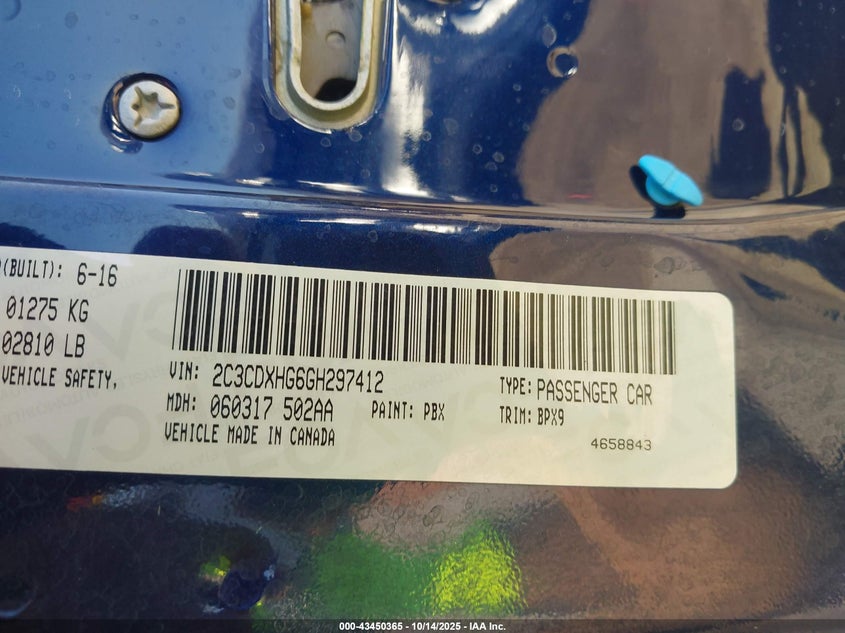 (BUILT): 6-16
01275 KG
02810 LB
VEHICLE SAFETY,
VIN: 2C3CDXHG6GH297412
TYPE: PASSENGER CAR
MDH: 060317 502AA
PAINT: PBX
TRIM: BPX9
VEHICLE MADE IN CANADA
4658843
000-43450365 - 10/14/2025 - IAA Inc.